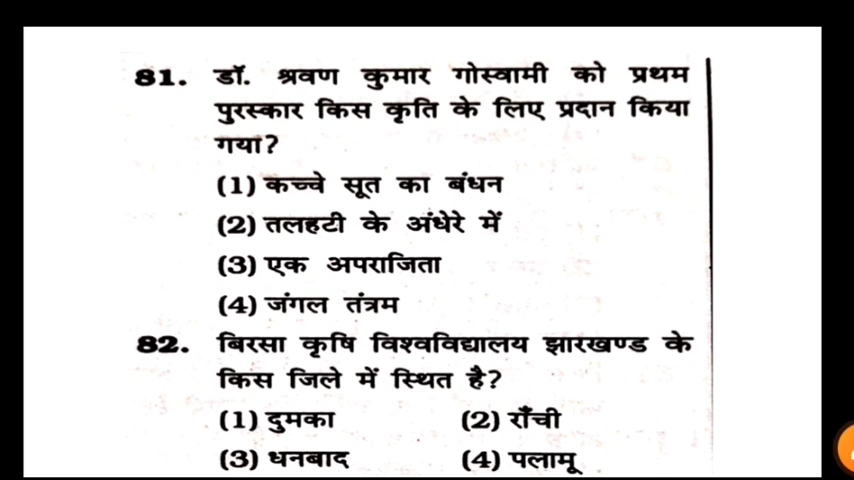 81. डॉ. श्रवण कुमार गोस्वामी को प्रथम
पुरस्कार किस कृति के लिए प्रदान किया
गया?
(1) कच्चे सूत का बंधन
(2) तलहटी के अंधेरे में
(3) एक अपराजिता
(4) जंगल तंत्रम
82. बिरसा कृषि विश्वविद्यालय झारखण्ड के
किस जिले में स्थित है?
(1) दुमका (2) राँची
(3) धनबाद (4) पलामू